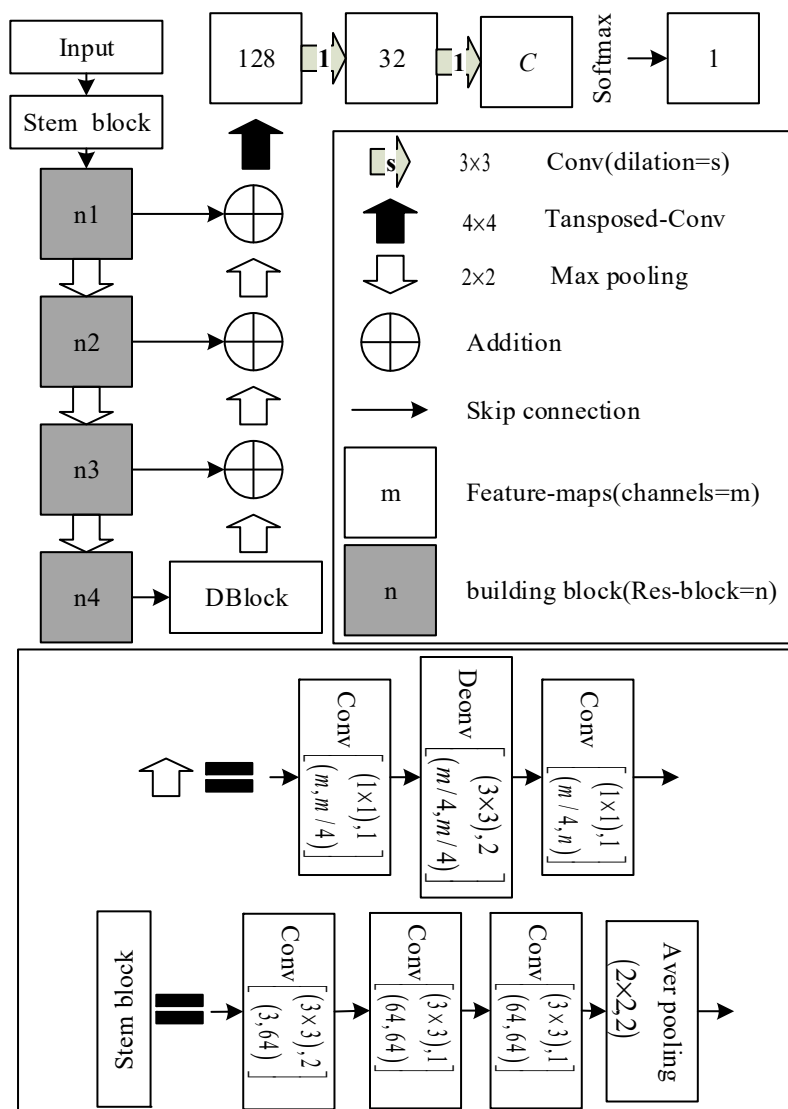 Input
Stem block
n1
n2
n3
n4
DBlock
128
1
32
1
C
Softmax
1
s
3×3
Conv(dilation=s)
4×4
Tansposed-Conv
2×2
Max pooling
Addition
Skip connection
m
Feature-maps(channels=m)
n
building block(Res-block=n)
Conv
(1×1),1
(m,m/4)
Deonv
(3×3),2
(m/4,m/4)
Conv
(1×1),1
(m/4,n)
Stem block
Conv
(3×3),2
(3,64)
Conv
(3×3),1
(64,64)
Conv
(3×3),1
(64,64)
Aver pooling
(2×2,2)